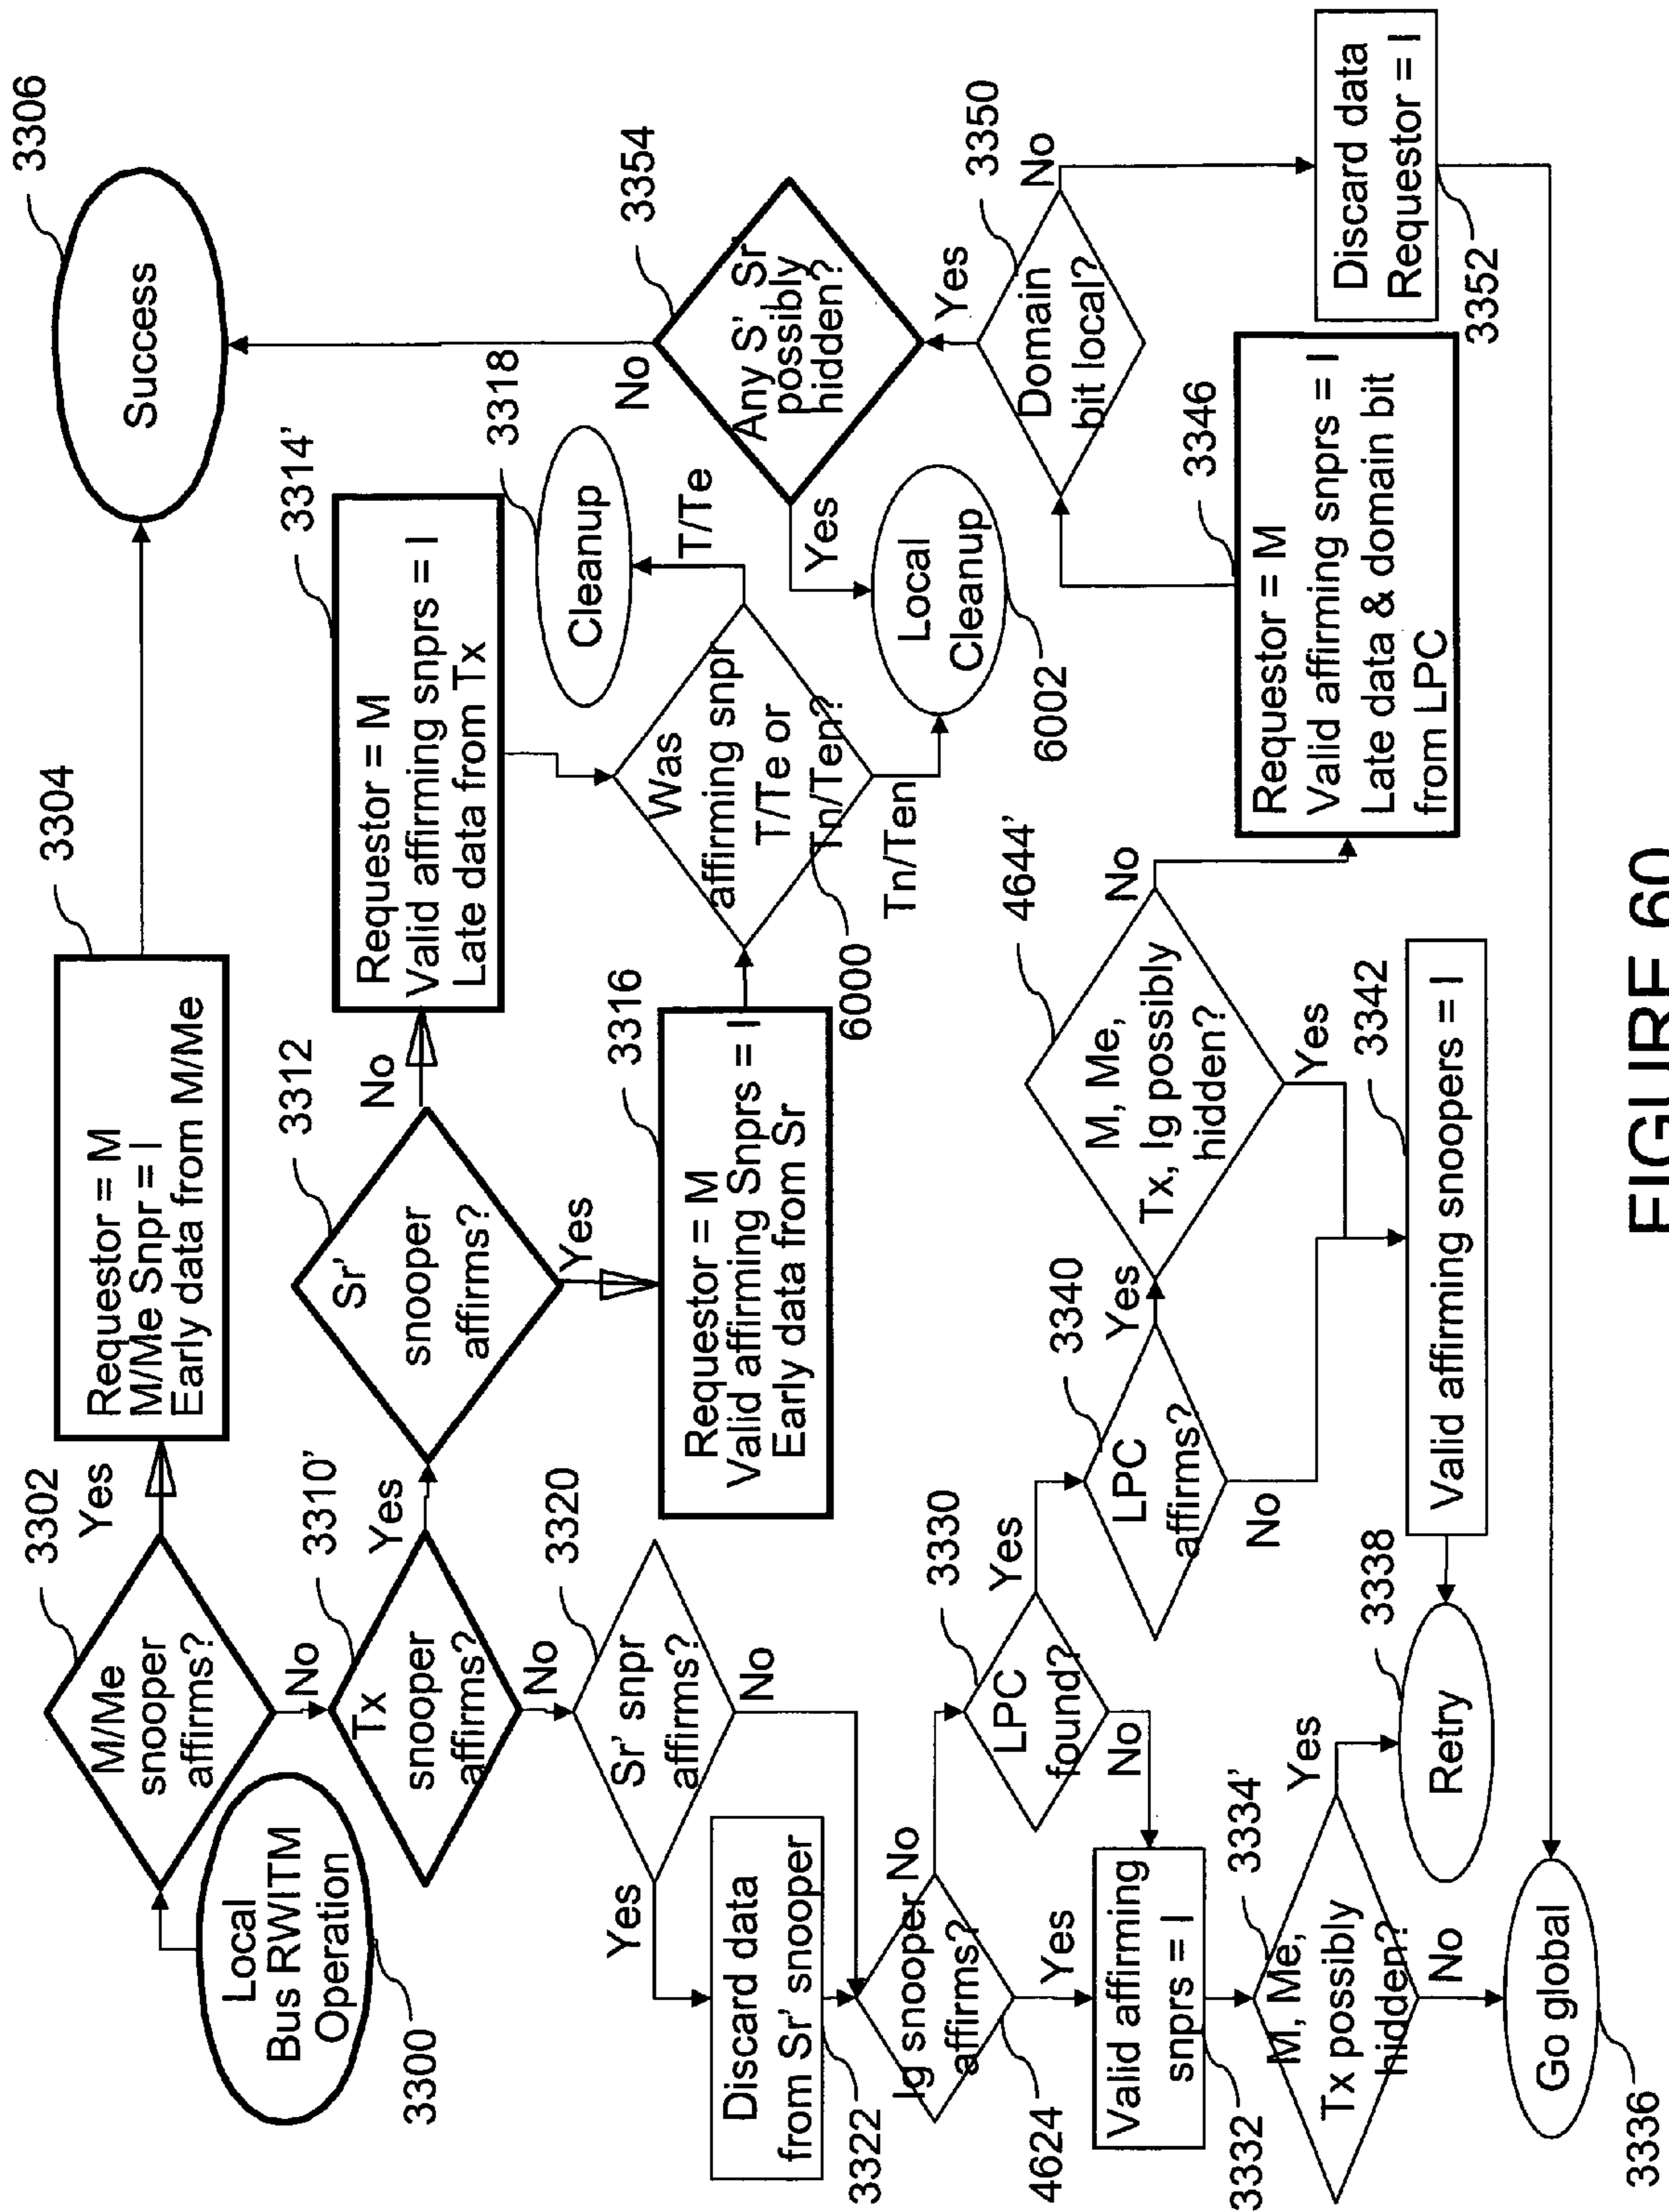 3300
Local
Bus RWITM
Operation
3302
M/Me
snooper
affirms?
Yes
No
3304
Requestor = M
M/Me Snpr = I
Early data from M/Me
3306
Success
3310'
Tx
snooper
affirms?
Yes
No
3312
Sr'
snooper
affirms?
No
Yes
3314'
Requestor = M
Valid affirming snprs = I
Late data from Tx
3316
Requestor = M
Valid affirming Snprs = I
Early data from Sr
6000
Was
affirming snpr
T/Te or
Tn/Ten?
T/Te
Tn/Ten
3318
Cleanup
Local
Cleanup
6002
3354
Any S' Sr'
possibly
hidden?
No
Yes
3320
Sr' snpr
affirms?
Yes
No
Discard data
from Sr' snooper
3322
Ig snooper
affirms?
No
Yes
4624
3330
LPC
found?
Yes
No
Valid affirming
snprs = I
3332
3334'
M, Me,
Tx possibly
hidden?
Yes
No
3338
Retry
Go global
3336
3340
LPC
affirms?
Yes
No
4644'
M, Me,
Tx, Ig possibly
hidden?
No
Yes
3342
Valid affirming snoopers = I
3346
Requestor = M
Valid affirming snprs = I
Late data & domain bit
from LPC
3350
Domain
bit local?
Yes
No
Discard data
Requestor = I
3352
FIGURE 60